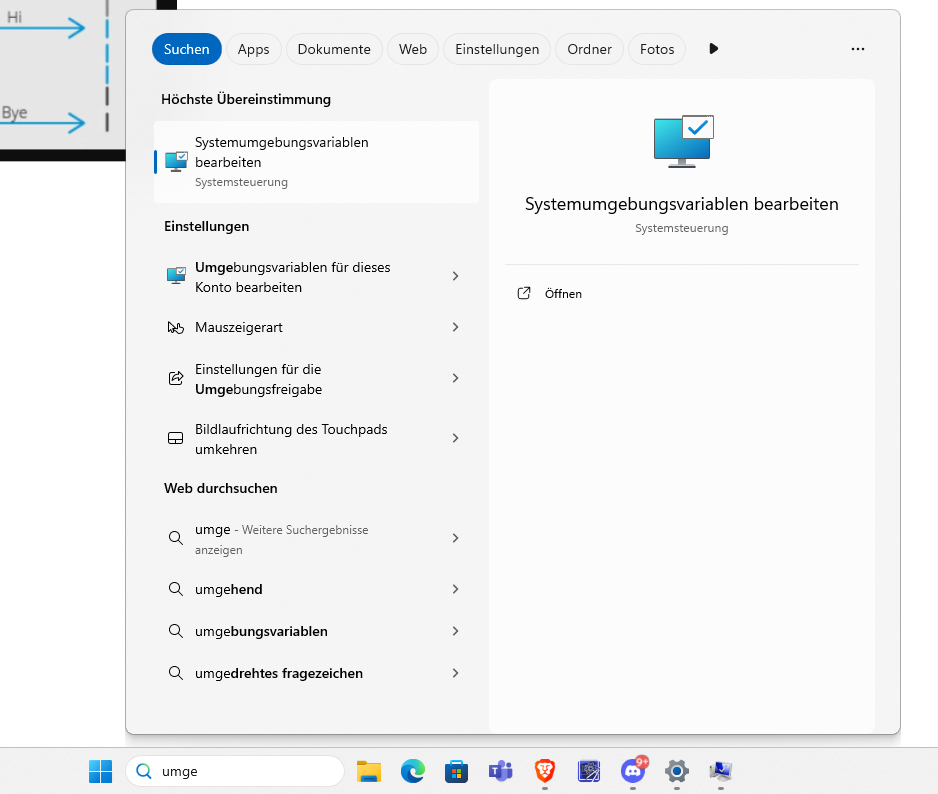 Hi
Bye
Suchen Apps Dokumente Web Einstellungen Ordner Fotos
Höchste Übereinstimmung
Systemumgebungsvariablen
bearbeiten
Systemsteuerung
Einstellungen
Umgebungsvariablen für dieses
Konto bearbeiten
Mauszeigerart
Einstellungen für die
Umgebungsfreigabe
Bildlaufrichtung des Touchpads
umkehren
Web durchsuchen
umge - Weitere Suchergebnisse
anzeigen
umgehend
umgebungsvariablen
umgedrehtes fragezeichen
Systemumgebungsvariablen bearbeiten
Systemsteuerung
Öffnen
umge
9+